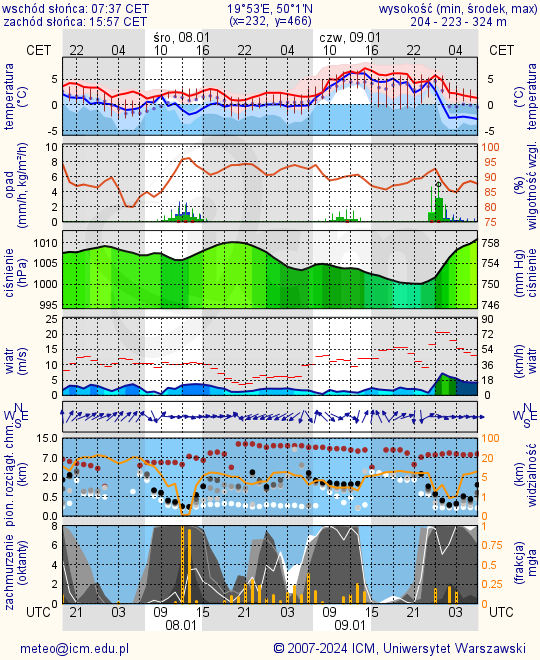 wschód słońca: 07:37 CET 19°53'E, 50°1'N wysokość (min, środek, max)
zachód słońca: 15:57 CET (x=232, y=466) 204 - 223 - 324 m
śro, 08.01 czw, 09.01
CET 22 04 10 16 22 04 10 16 22 04 CET
temperatura (°C) 5 0 -5 5 0 -5 (°C) temperatura
opad (mm/h, kg/m²/h) 10 8 6 4 2 0 100 95 90 85 80 75 (%) wilgotność wzgl.
ciśnienie (hPa) 1010 1005 1000 995 758 754 750 746 (mm Hg) ciśnienie
wiatr (m/s) 25 20 15 10 5 0 90 72 54 36 18 0 (km/h) wiatr
N W E S N W E S
pion. rozciągł. chm. (km) 15.0 7.0 2.0 0.5 0.2 0.0 100 20 10 5 1 0 (km) widzialność
zachmurzenie (oktanty) 8 6 4 2 0 1 0.75 0.5 0.25 0 (frakcja) mgła
UTC 21 03 09 15 21 03 09 15 21 03 UTC
08.01 09.01
meteo@icm.edu.pl © 2007-2024 ICM, Uniwersytet Warszawski